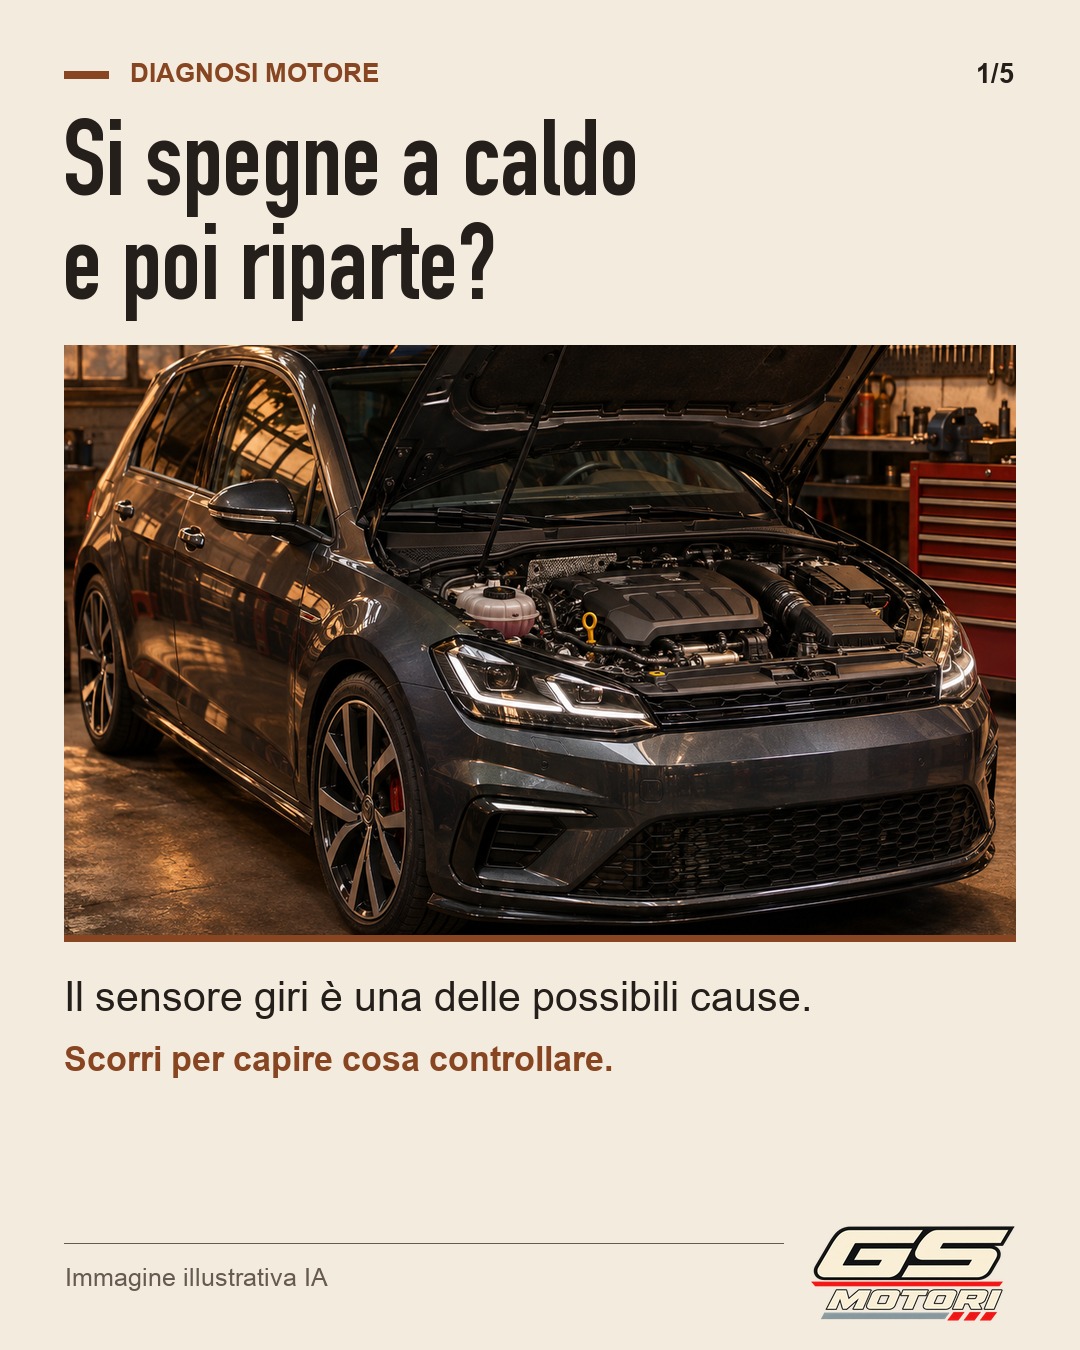 DIAGNOSI MOTORE
1/5
Si spegne a caldo
e poi riparte?
Il sensore giri è una delle possibili cause.
Scorri per capire cosa controllare.
Immagine illustrativa IA
GS
MOTORI